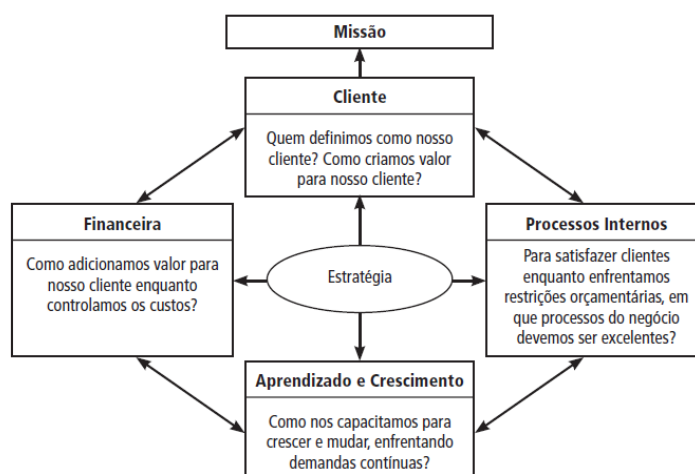 Missão
Cliente
Quem definimos como nosso
cliente? Como criamos valor
para nosso cliente?
Financeira
Como adicionamos valor para
nosso cliente enquanto
controlamos os custos?
Estratégia
Processos Internos
Para satisfazer clientes
enquanto enfrentamos
restrições orçamentárias, em
que processos do negócio
devemos ser excelentes?
Aprendizado e Crescimento
Como nos capacitamos para
crescer e mudar, enfrentando
demandas contínuas?